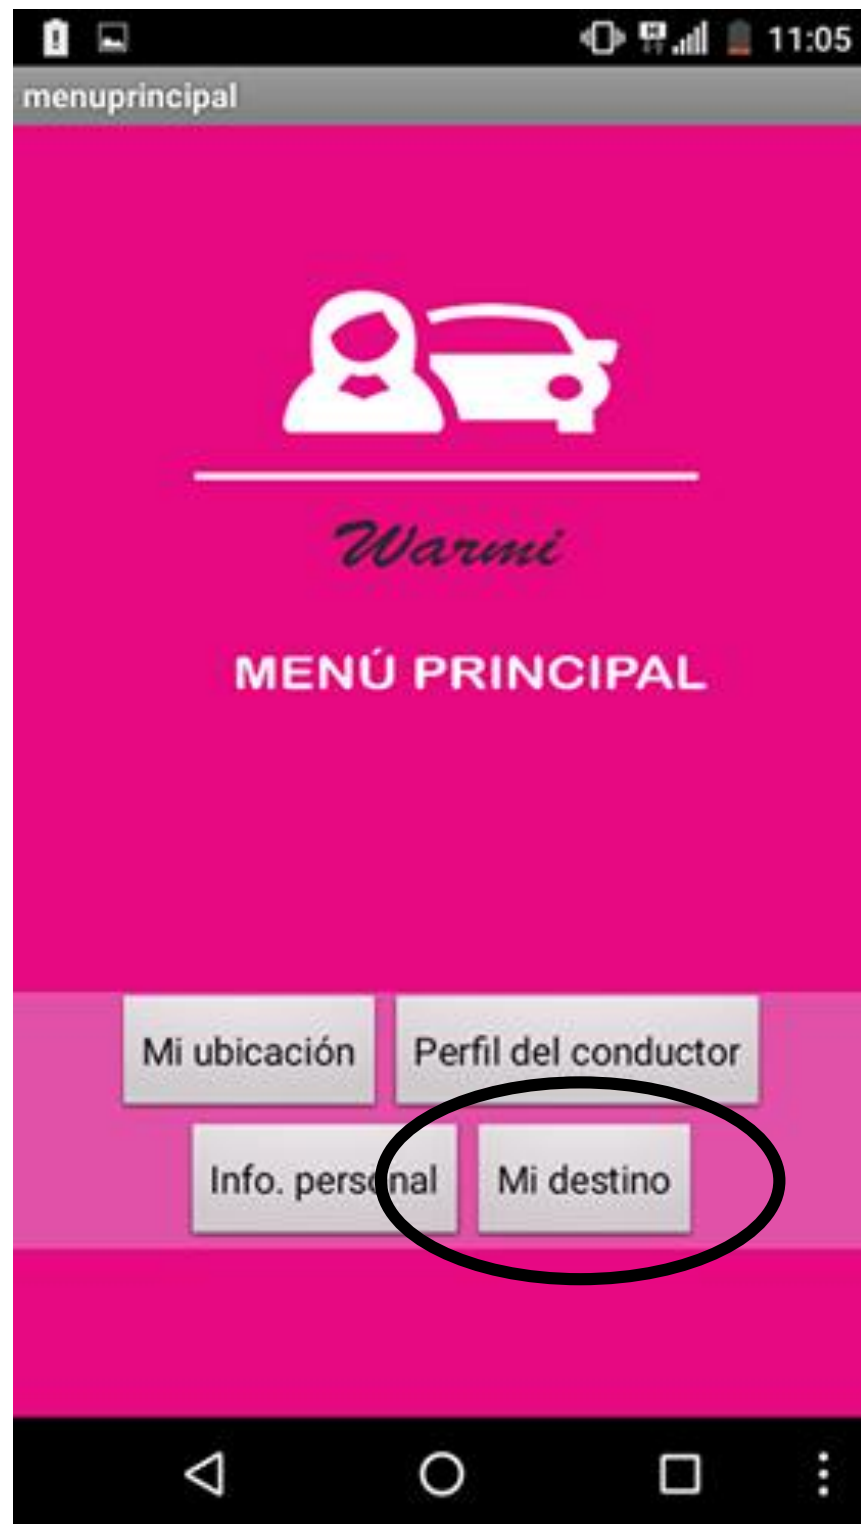 11:05
menuprincipal
Warmi
MENÚ PRINCIPAL
Mi ubicación Perfil del conductor
Info. personal Mi destino